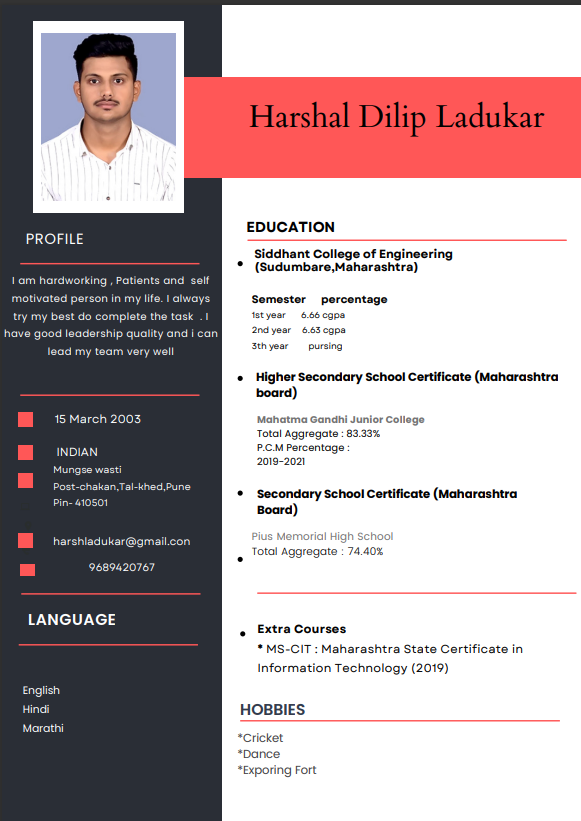 Harshal Dilip Ladukar
PROFILE
I am hardworking , Patients and  self
motivated person in my life. I always
try my best do complete the task  . I
have good leadership quality and i can
lead my team very well
15 March 2003
INDIAN
Mungse wasti
Post-chakan,Tal-khed,Pune
Pin- 410501
harshladukar@gmail.con
9689420767
LANGUAGE
English
Hindi
Marathi
EDUCATION
Siddhant College of Engineering
(Sudumbare,Maharashtra)
Semester percentage
1st year 6.66 cgpa
2nd year 6.63 cgpa
3th year pursing
Higher Secondary School Certificate (Maharashtra
board)
Mahatma Gandhi Junior College
Total Aggregate : 83.33%
P.C.M Percentage :
2019-2021
Secondary School Certificate (Maharashtra
Board)
Pius Memorial High School
Total Aggregate : 74.40%
Extra Courses
* MS-CIT : Maharashtra State Certificate in
Information Technology (2019)
HOBBIES
*Cricket
*Dance
*Exporing Fort